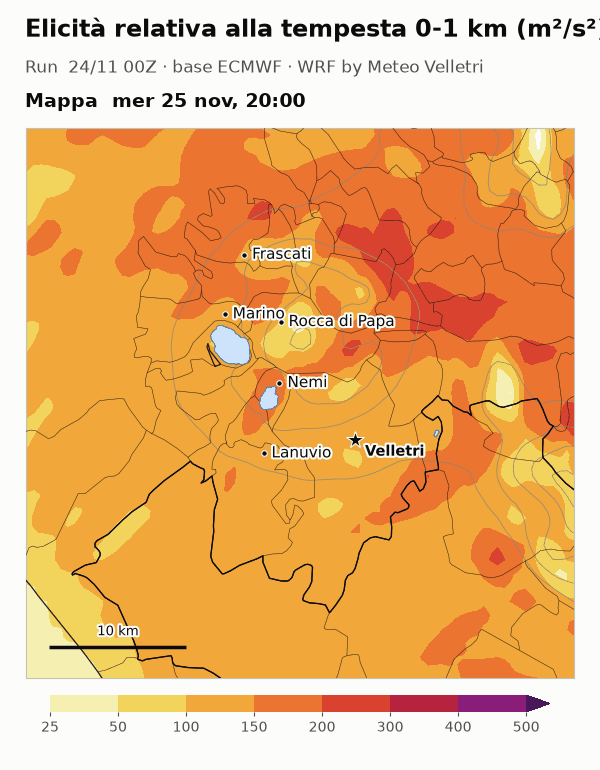 Elicità relativa alla tempesta 0-1 km (m²/s²)
Run  24/11 00Z · base ECMWF · WRF by Meteo Velletri
Mappa  mer 25 nov, 20:00
Frascati
Marino
Rocca di Papa
Nemi
Velletri
Lanuvio
10 km
25 50 100 150 200 300 400 500